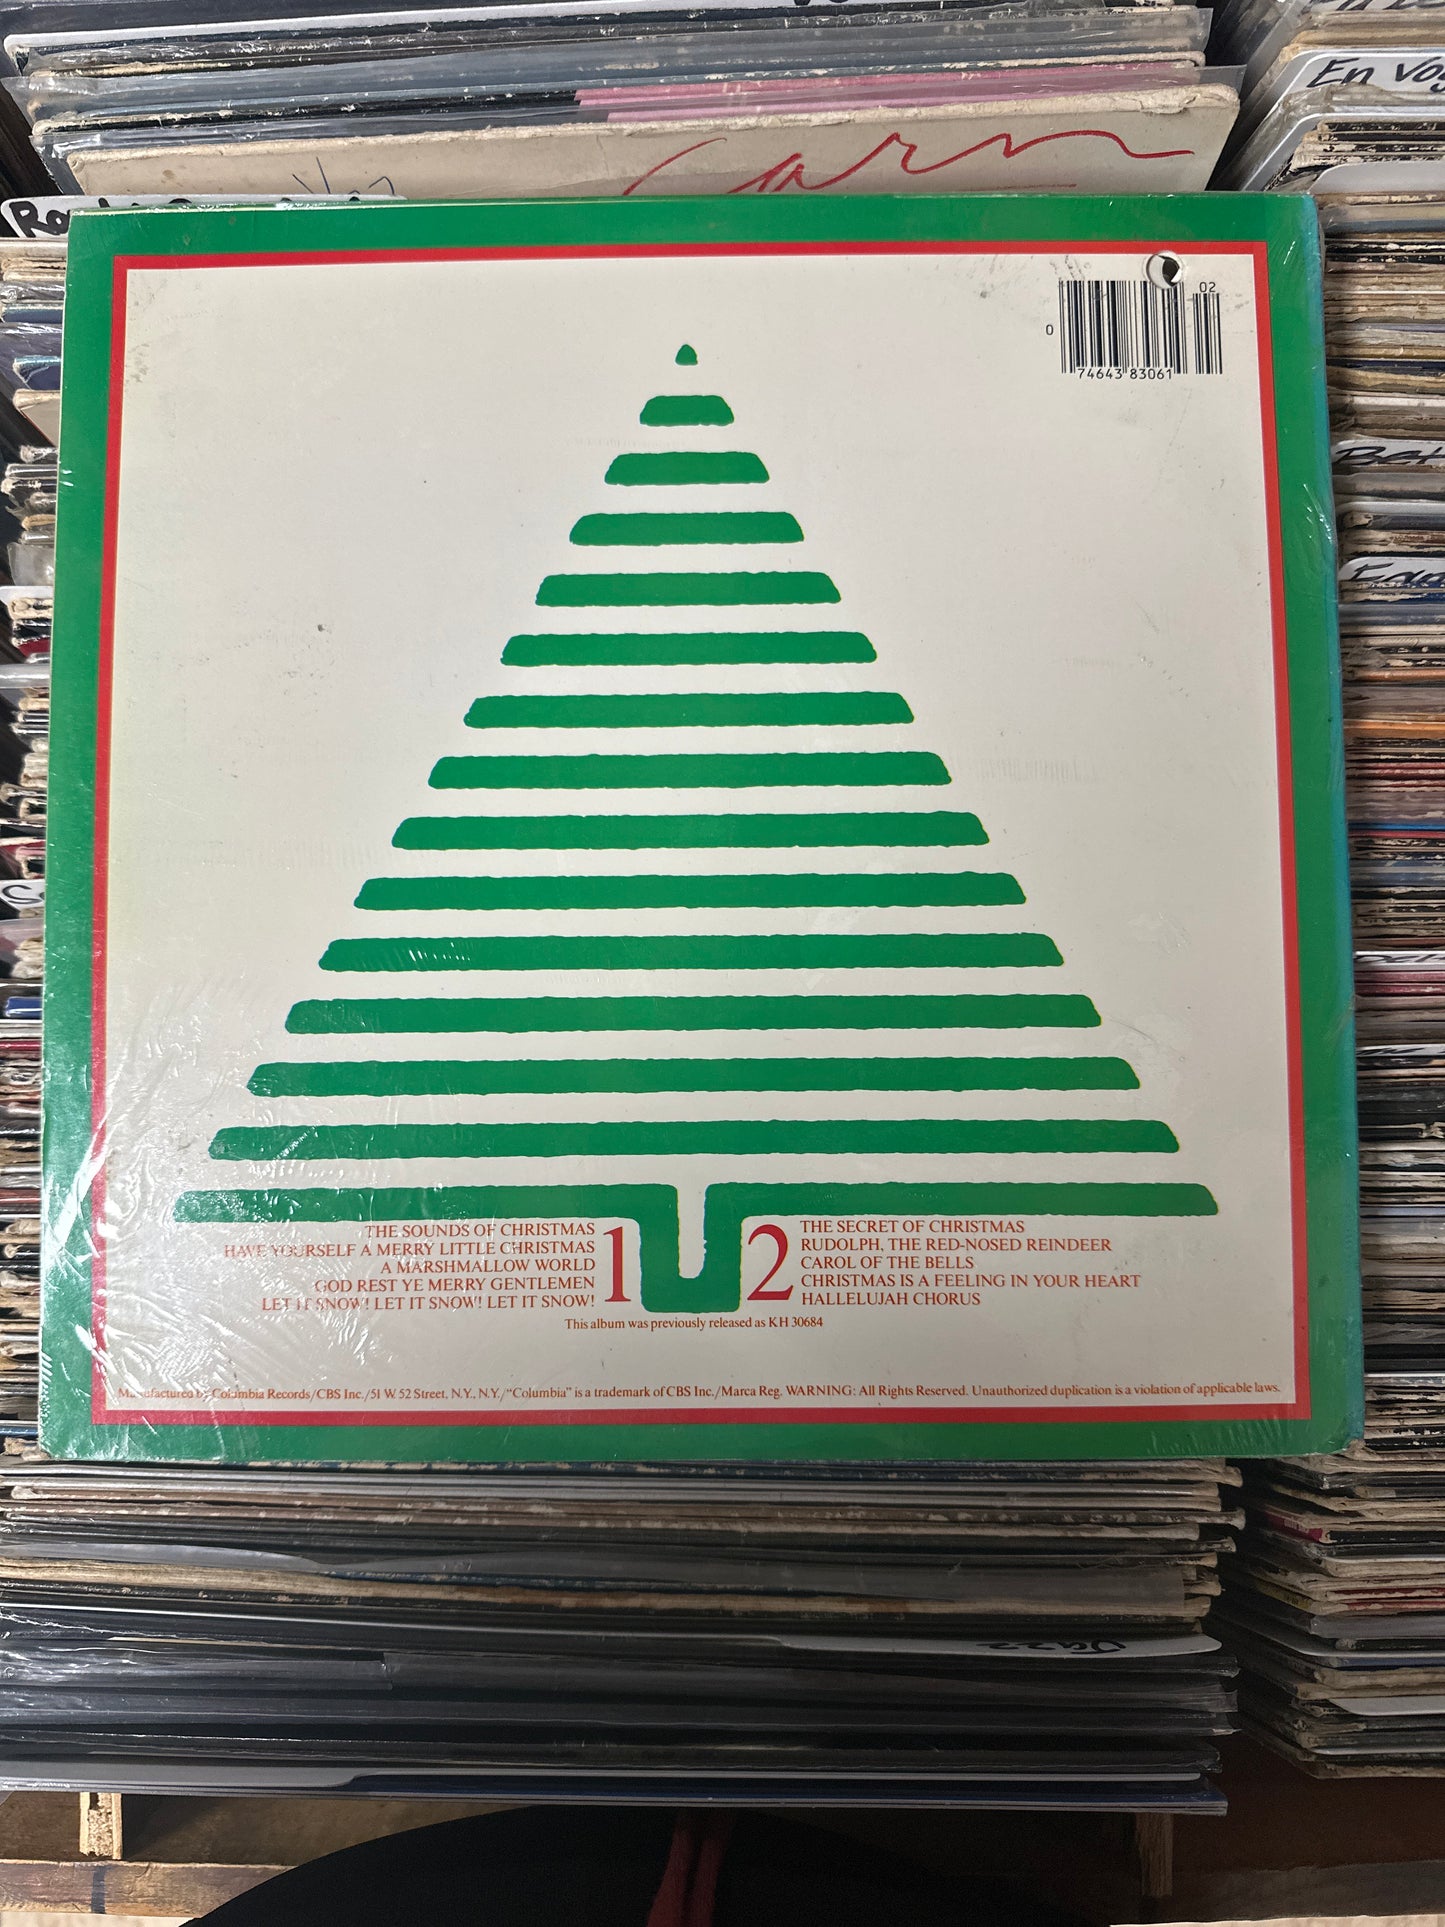 En
02
0
74643 83061
THE SOUNDS OF CHRISTMAS
HAVE YOURSELF A MERRY LITTLE CHRISTMAS
A MARSHMALLOW WORLD
GOD REST YE MERRY GENTLEMEN
LET IT SNOW! LET IT SNOW! LET IT SNOW!
1
2
THE SECRET OF CHRISTMAS
RUDOLPH, THE RED-NOSED REINDEER
CAROL OF THE BELLS
CHRISTMAS IS A FEELING IN YOUR HEART
HALLELUJAH CHORUS
This album was previously released as KH 30684
Manufactured by Columbia Records/CBS Inc./51 W. 52 Street, N.Y., N.Y./“Columbia” is a trademark of CBS Inc./Marca Reg. WARNING: All Rights Reserved. Unauthorized duplication is a violation of applicable laws.
Jazz